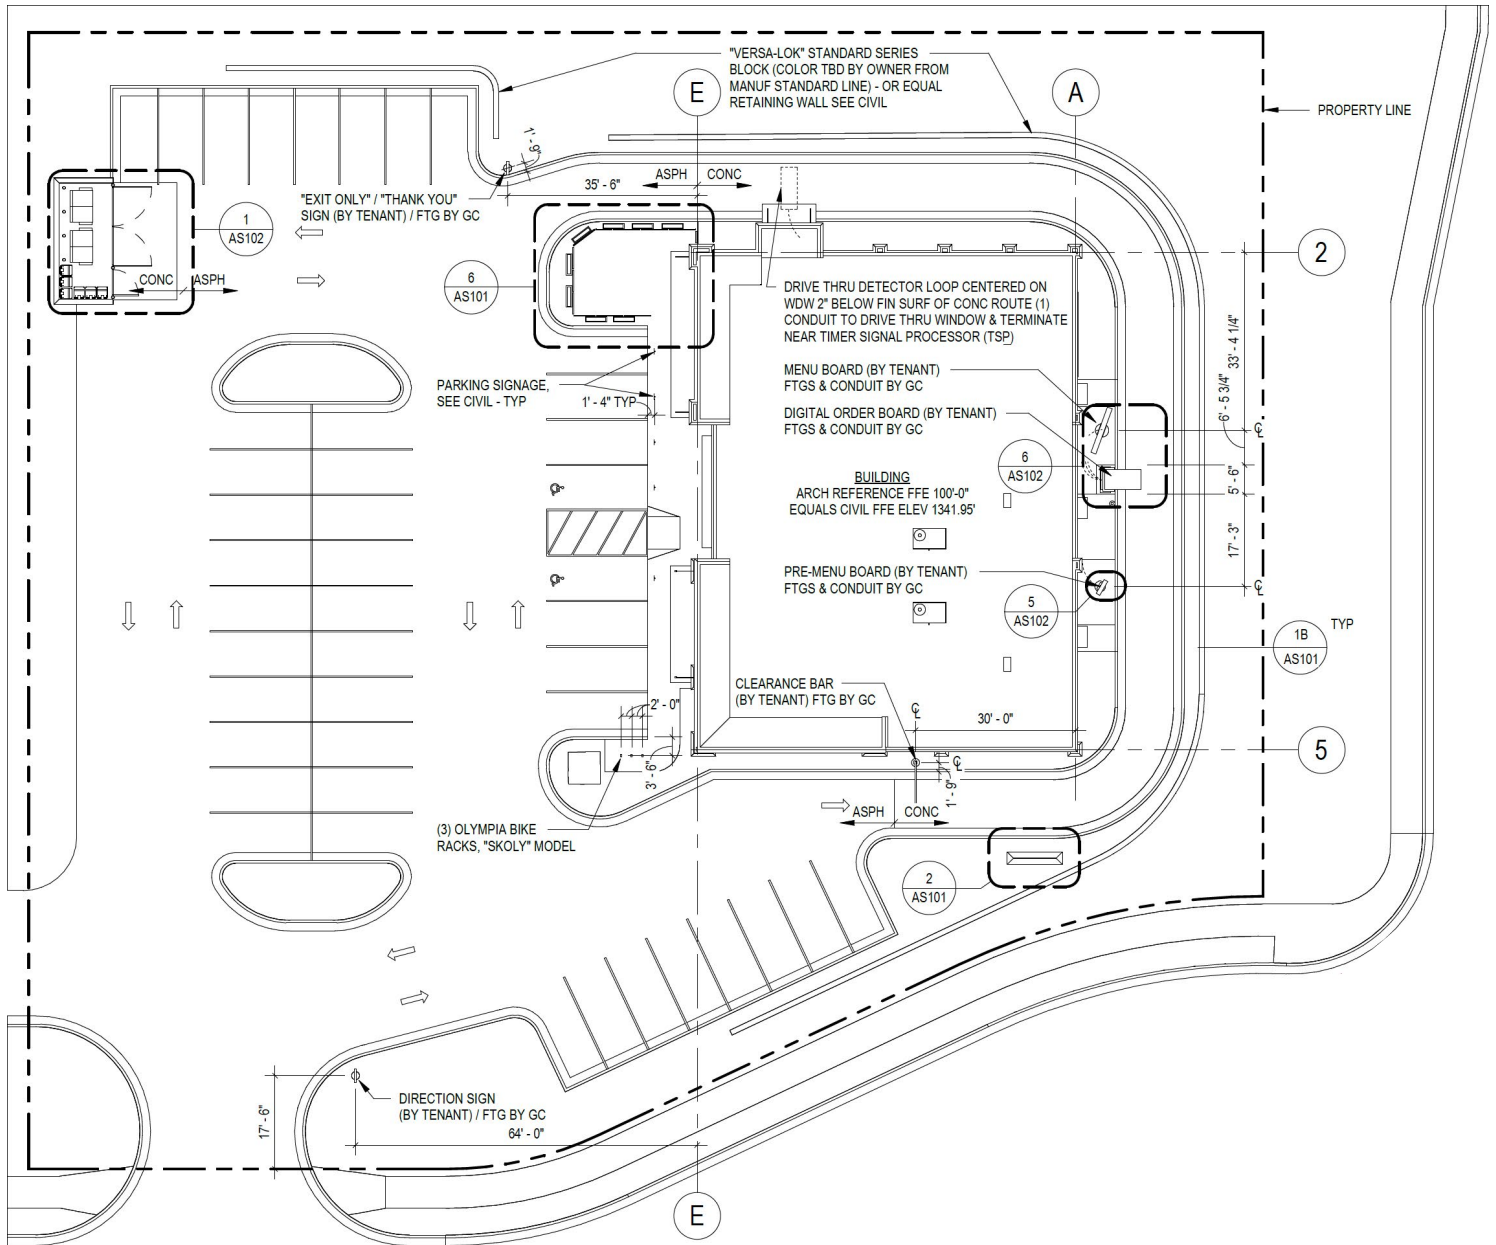 "VERSA-LOK" STANDARD SERIES
BLOCK (COLOR TBD BY OWNER FROM
MANUF STANDARD LINE) - OR EQUAL
RETAINING WALL SEE CIVIL
E
A
PROPERTY LINE
1' - 9"
35' - 6"
ASPH
CONC
"EXIT ONLY" / "THANK YOU"
SIGN (BY TENANT) / FTG BY GC
1
AS102
CONC
ASPH
6
AS101
2
DRIVE THRU DETECTOR LOOP CENTERED ON
WDW 2" BELOW FIN SURF OF CONC ROUTE (1)
CONDUIT TO DRIVE THRU WINDOW & TERMINATE
NEAR TIMER SIGNAL PROCESSOR (TSP)
33' - 4 1/4"
6' - 5 3/4"
5' - 6"
17' - 3"
PARKING SIGNAGE,
SEE CIVIL - TYP
1' - 4" TYP
MENU BOARD (BY TENANT)
FTGS & CONDUIT BY GC
DIGITAL ORDER BOARD (BY TENANT)
FTGS & CONDUIT BY GC
℄
6
AS102
BUILDING
ARCH REFERENCE FFE 100'-0"
EQUALS CIVIL FFE ELEV 1341.95'
PRE-MENU BOARD (BY TENANT)
FTGS & CONDUIT BY GC
℄
5
AS102
1B
AS101
TYP
CLEARANCE BAR
(BY TENANT) FTG BY GC
℄
30' - 0"
2' - 0"
3' - 6"
℄
1' - 9"
5
ASPH
CONC
(3) OLYMPIA BIKE
RACKS, "SKOLY" MODEL
2
AS101
DIRECTION SIGN
(BY TENANT) / FTG BY GC
17' - 6"
64' - 0"
E